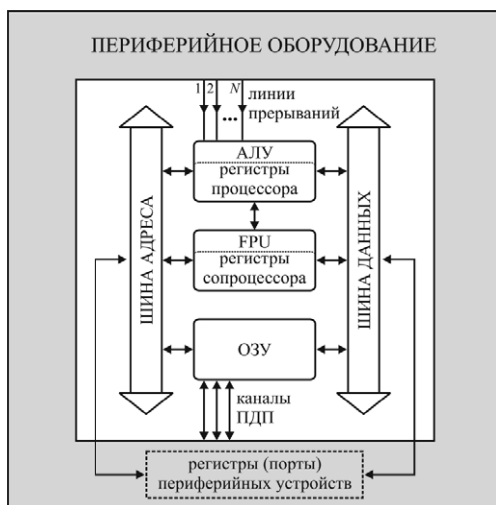 ПЕРИФЕРИЙНОЕ ОБОРУДОВАНИЕ
1 2 N линии
... прерываний
АЛУ
регистры
процессора
FPU
регистры
сопроцессора
ШИНА АДРЕСА
ШИНА ДАННЫХ
ОЗУ
каналы
ПДП
регистры (порты)
периферийных устройств